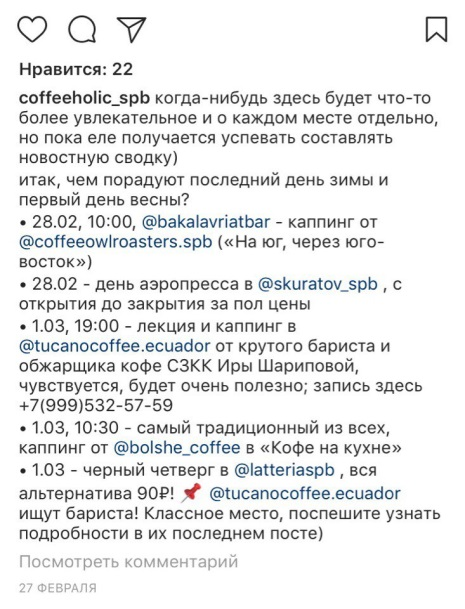 Нравится: 22
coffeeholic_spb когда-нибудь здесь будет что-то
более увлекательное и о каждом месте отдельно,
но пока еле получается успевать составлять
новостную сводку)
итак, чем порадуют последний день зимы и
первый день весны?
• 28.02, 10:00, @bakalavriatbar - каппинг от
@coffeeowlroasters.spb («На юг, через юго-
восток»)
• 28.02 - день аэропресса в @skuratov_spb , с
открытия до закрытия за пол цены
• 1.03, 19:00 - лекция и каппинг в
@tucanocoffee.ecuador от крутого бариста и
обжарщика кофе СЗКК Иры Шариповой,
чувствуется, будет очень полезно; запись здесь
+7(999)532-57-59
• 1.03, 10:30 - самый традиционный из всех,
каппинг от @bolshe_coffee в «Кофе на кухне»
• 1.03 - черный четверг в @latteriaspb , вся
альтернатива 90₽! 📌 @tucanocoffee.ecuador
ищут бариста! Классное место, поспешите узнать
подробности в их последнем посте)
Посмотреть комментарий
27 ФЕВРАЛЯ